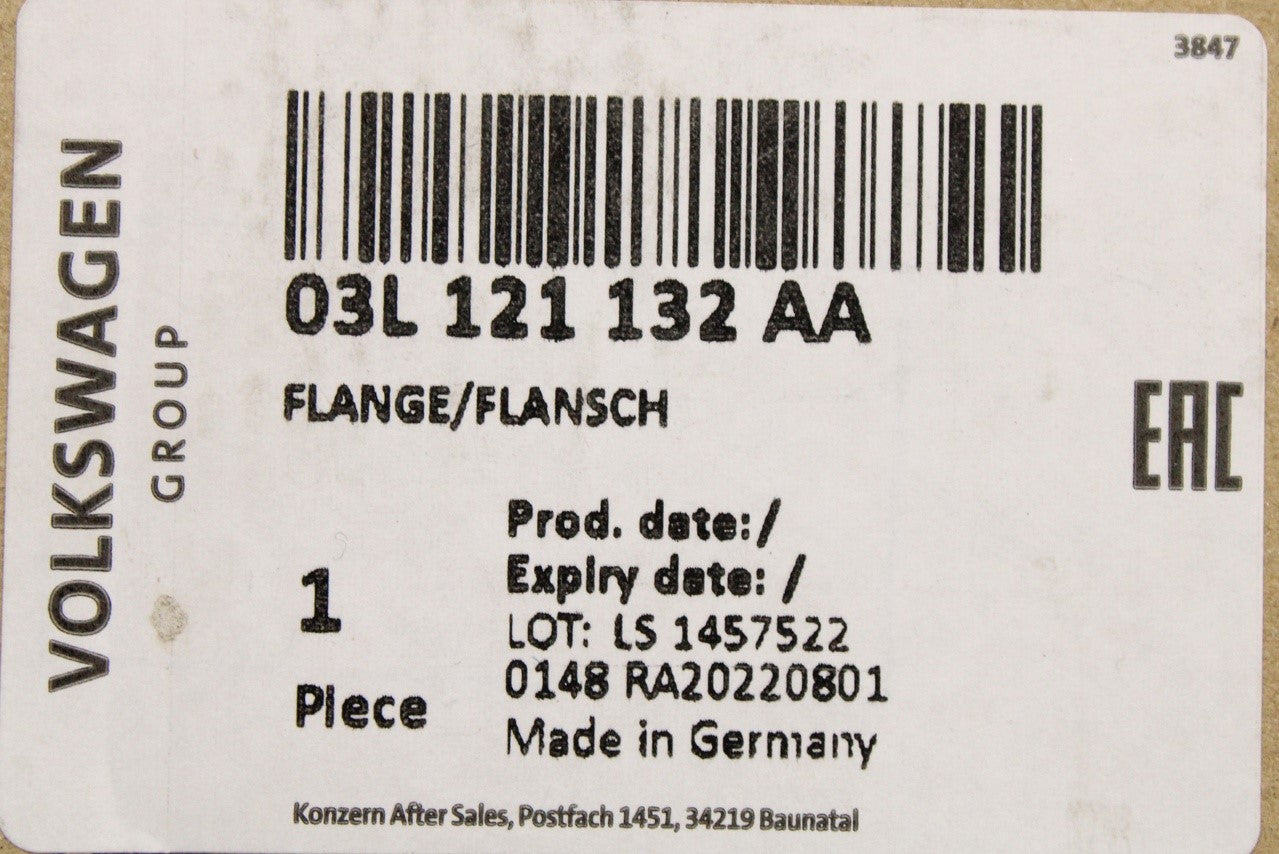 3847
VOLKSWAGEN
GROUP
03L 121 132 AA
FLANGE/FLANSCH
EAC
1
Piece
Prod. date:/
Expiry date: /
LOT: LS 1457522
0148 RA20220801
Made in Germany
Konzern After Sales, Postfach 1451, 34219 Baunatal